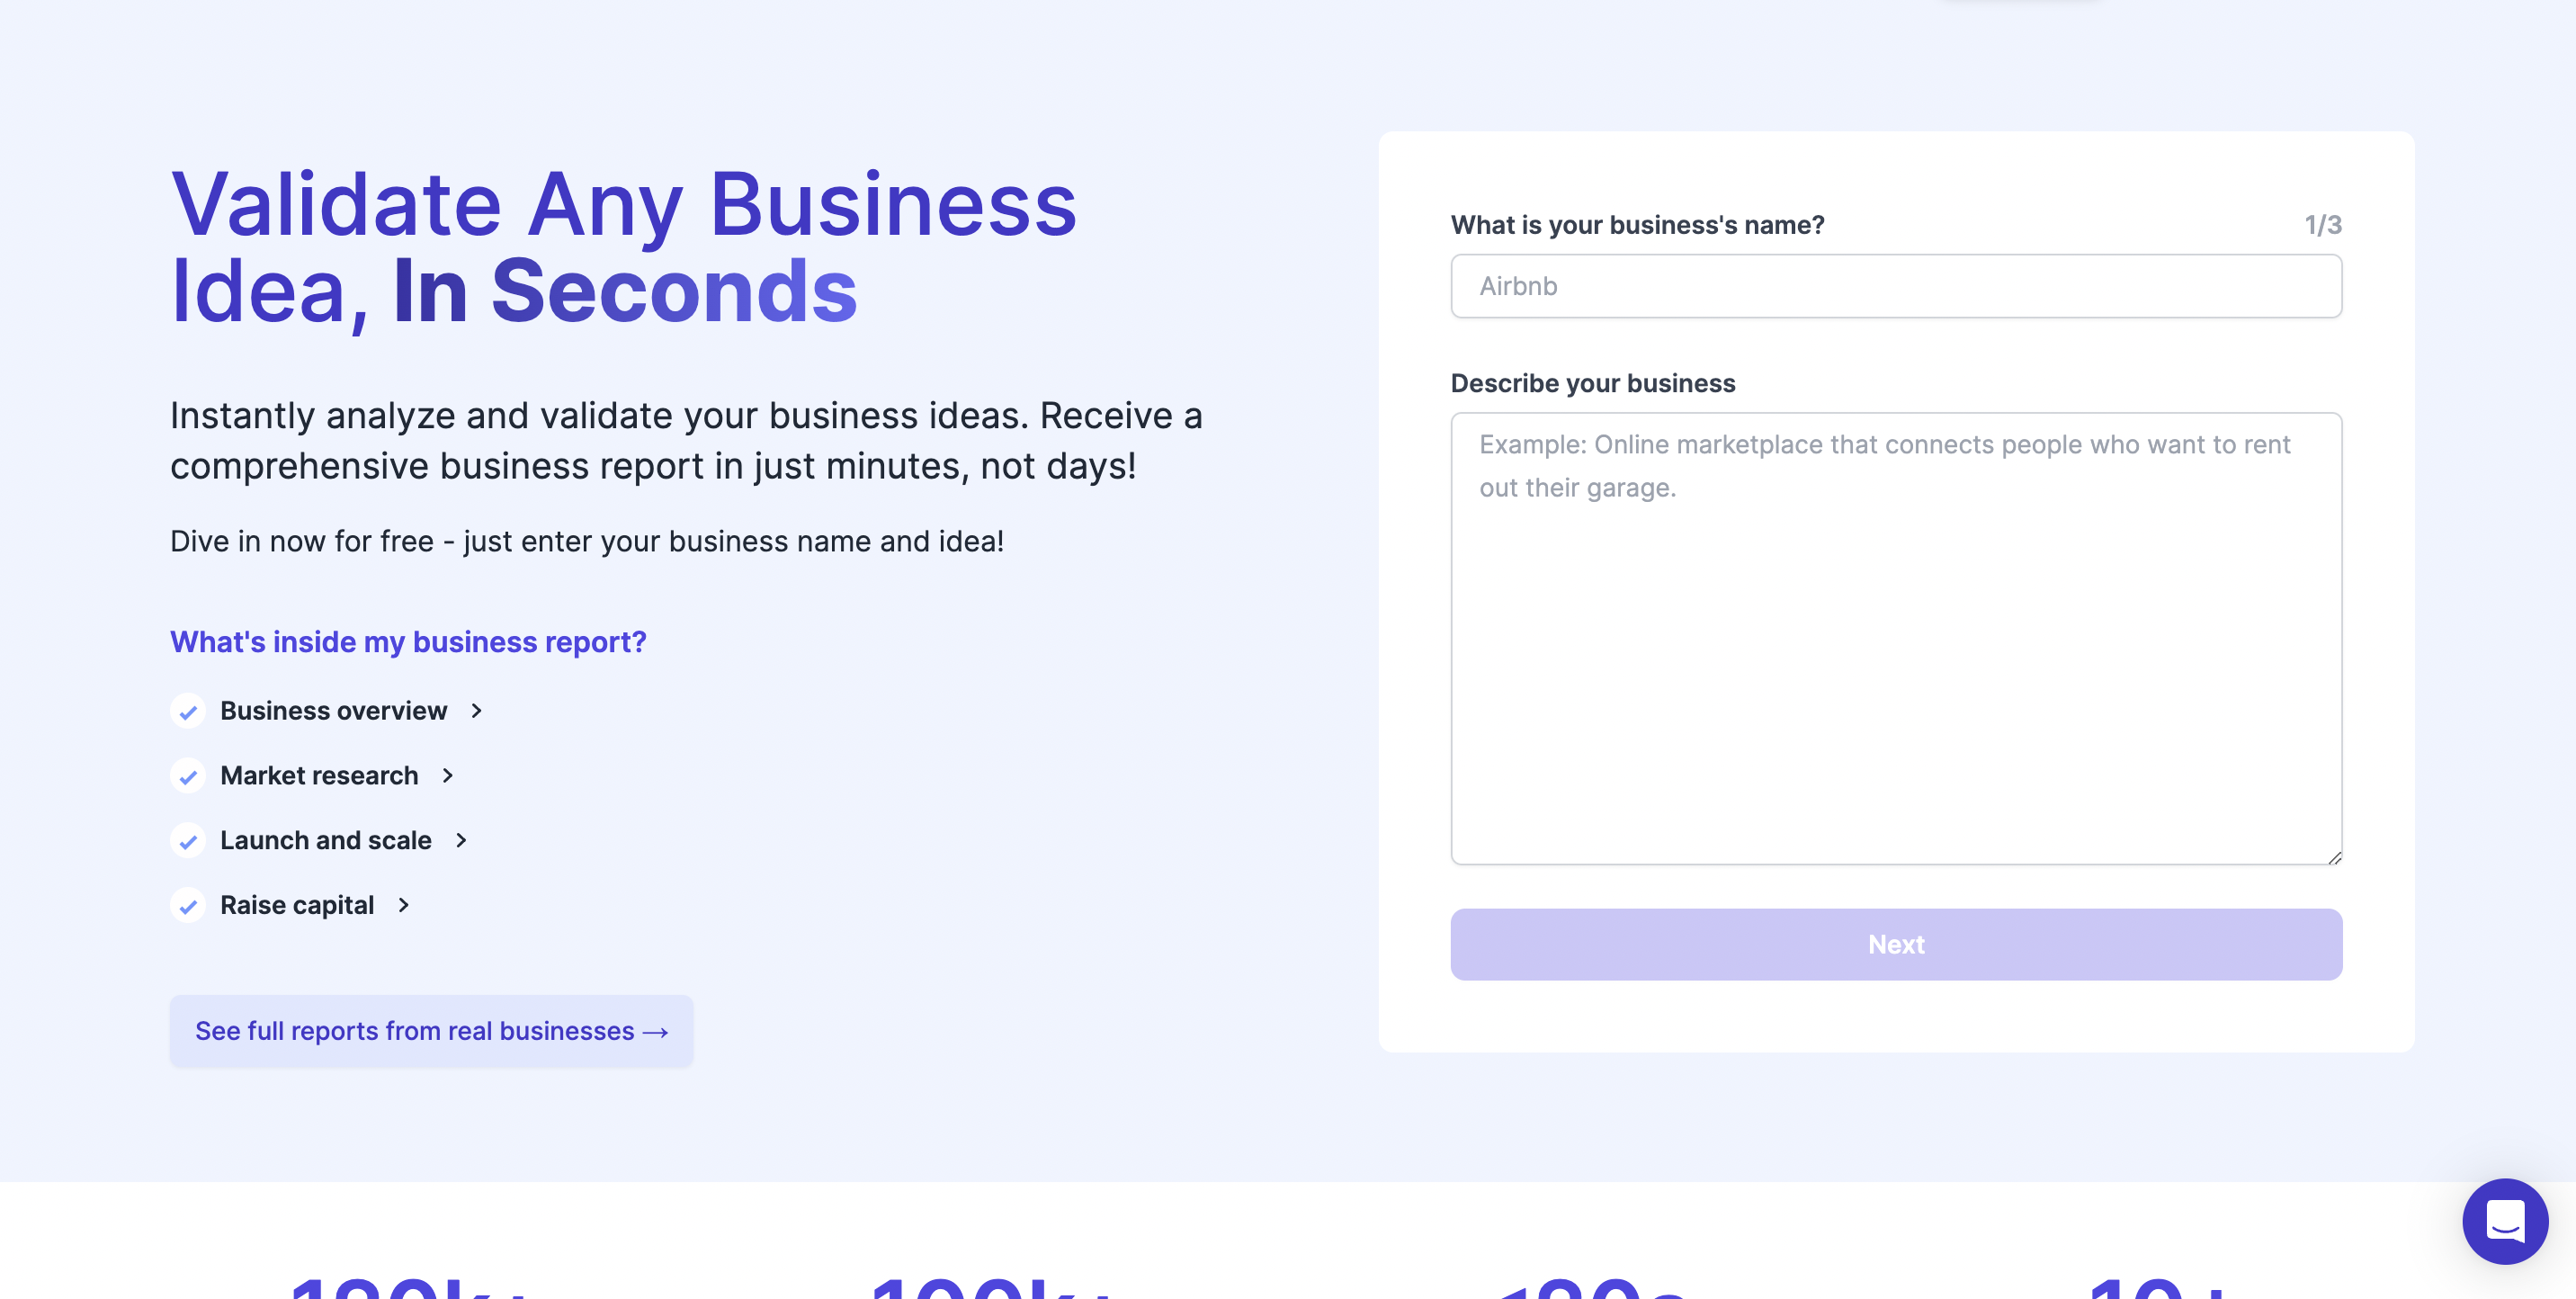 Validate Any Business
Idea, In Seconds
Instantly analyze and validate your business ideas. Receive a
comprehensive business report in just minutes, not days!
Dive in now for free - just enter your business name and idea!
What's inside my business report?
Business overview
Market research
Launch and scale
Raise capital
See full reports from real businesses →
What is your business's name?
1/3
Airbnb
Describe your business
Example: Online marketplace that connects people who want to rent
out their garage.
Next